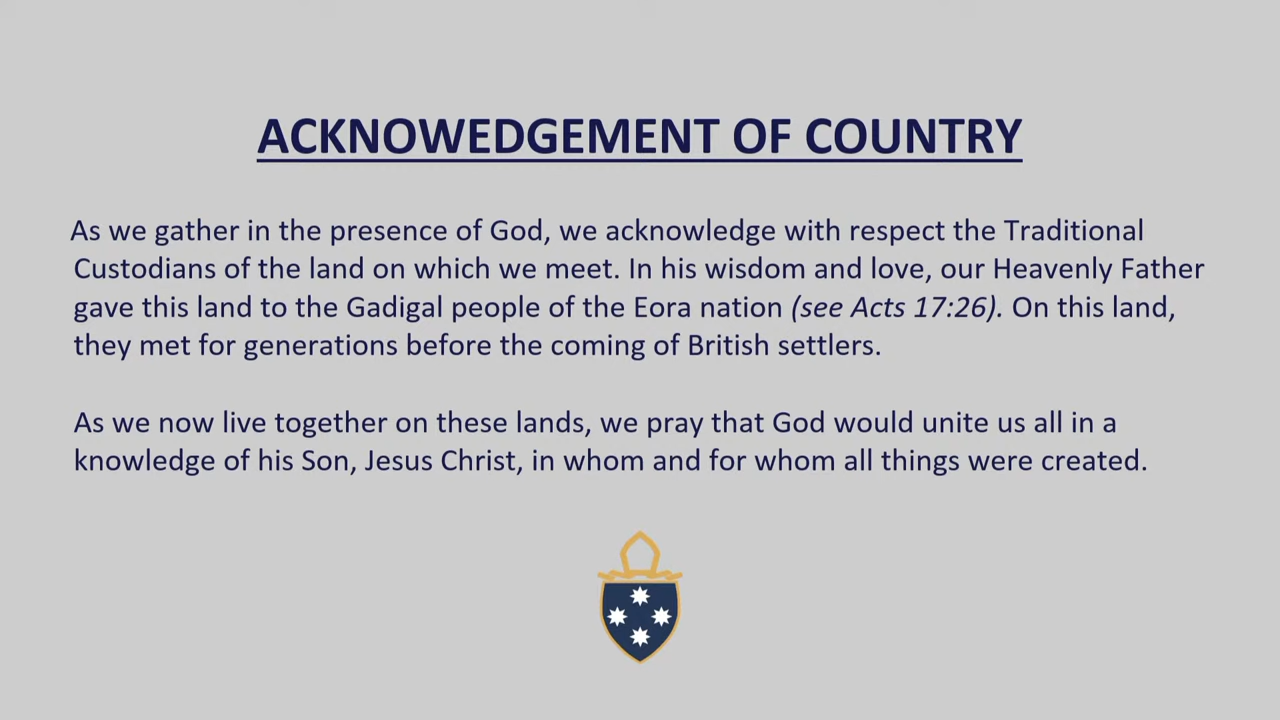 ACKNOWEDGEMENT OF COUNTRY
As we gather in the presence of God, we acknowledge with respect the Traditional
Custodians of the land on which we meet. In his wisdom and love, our Heavenly Father
gave this land to the Gadigal people of the Eora nation (see Acts 17:26). On this land,
they met for generations before the coming of British settlers.
As we now live together on these lands, we pray that God would unite us all in a
knowledge of his Son, Jesus Christ, in whom and for whom all things were created.